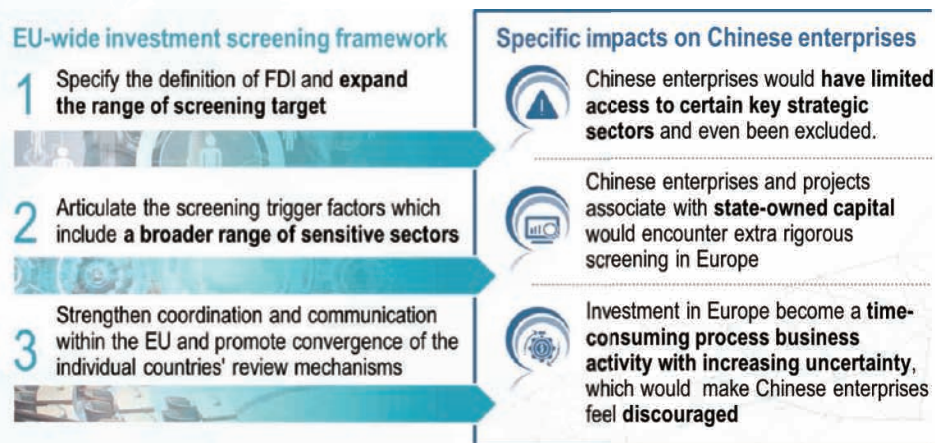 EU-wide investment screening framework
1
Specify the definition of FDI and expand
the range of screening target
2
Articulate the screening trigger factors which
include a broader range of sensitive sectors
3
Strengthen coordination and communication
within the EU and promote convergence of the
individual countries' review mechanisms
Specific impacts on Chinese enterprises
Chinese enterprises would have limited
access to certain key strategic
sectors and even been excluded.
Chinese enterprises and projects
associate with state-owned capital
would encounter extra rigorous
screening in Europe
Investment in Europe become a time-
consuming process business
activity with increasing uncertainty,
which would make Chinese enterprises
feel discouraged